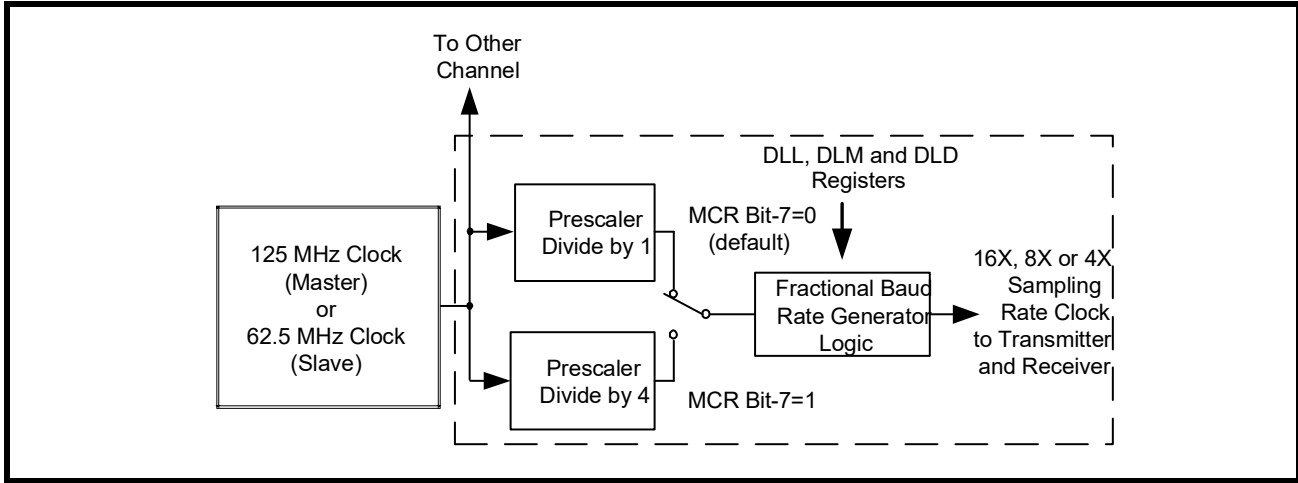 To Other
Channel
DLL, DLM and DLD
Registers
Prescaler
Divide by 1
MCR Bit-7=0
(default)
125 MHz Clock
(Master)
or
62.5 MHz Clock
(Slave)
Fractional Baud
Rate Generator
Logic
16X, 8X or 4X
Sampling
Rate Clock
to Transmitter
and Receiver
Prescaler
Divide by 4
MCR Bit-7=1